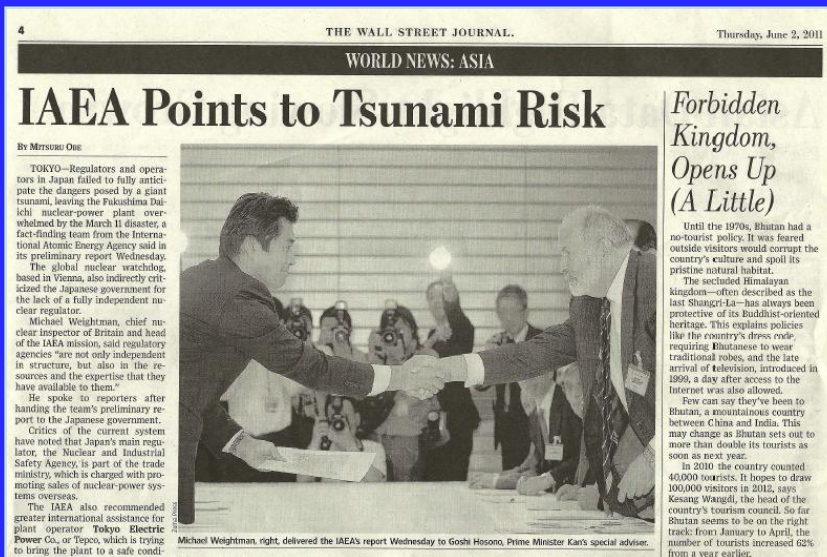 4
THE WALL STREET JOURNAL.
Thursday, June 2, 2011
WORLD NEWS: ASIA
IAEA Points to Tsunami Risk
BY MITSURU OBE
TOKYO—Regulators and opera-
tors in Japan failed to fully antici-
pate the dangers posed by a giant
tsunami, leaving the Fukushima Dai-
ichi nuclear-power plant over-
whelmed by the March 11 disaster, a
fact-finding team from the Interna-
tional Atomic Energy Agency said in
its preliminary report Wednesday.
The global nuclear watchdog,
based in Vienna, also indirectly crit-
icized the Japanese government for
the lack of a fully independent nu-
clear regulator.
Michael Weightman, chief nu-
clear inspector of Britain and head
of the IAEA mission, said regulatory
agencies "are not only independent
in structure, but also in the re-
sources and the expertise that they
have available to them."
He spoke to reporters after
handing the team's preliminary re-
port to the Japanese government.
Critics of the current system
have noted that Japan's main regu-
lator, the Nuclear and Industrial
Safety Agency, is part of the trade
ministry, which is charged with pro-
moting sales of nuclear-power sys-
tems overseas.
The IAEA also recommended
greater international assistance for
plant operator Tokyo Electric
Power Co., or Tepco, which is trying
to bring the plant to a safe condi-
Michael Weightman, right, delivered the IAEA's report Wednesday to Goshi Hosono, Prime Minister Kan's special adviser.
Forbidden
Kingdom,
Opens Up
(A Little)
Until the 1970s, Bhutan had a
no-tourist policy. It was feared
outside visitors would corrupt the
country's culture and spoil its
pristine natural habitat.
The secluded Himalayan
kingdom—often described as the
last Shangri-La—has always been
protective of its Buddhist-oriented
heritage. This explains policies
like the country's dress code,
requiring Bhutanese to wear
traditional robes, and the late
arrival of television, introduced in
1999, a day after access to the
Internet was also allowed.
Few can say they've been to
Bhutan, a mountainous country
between China and India. This
may change as Bhutan sets out to
more than double its tourists as
soon as next year.
In 2010 the country counted
40,000 tourists. It hopes to draw
100,000 visitors in 2012, says
Kesang Wangdi, the head of the
country's tourism council. So far
Bhutan seems to be on the right
track: from January to April, the
number of tourists increased 62%
from a year earlier.